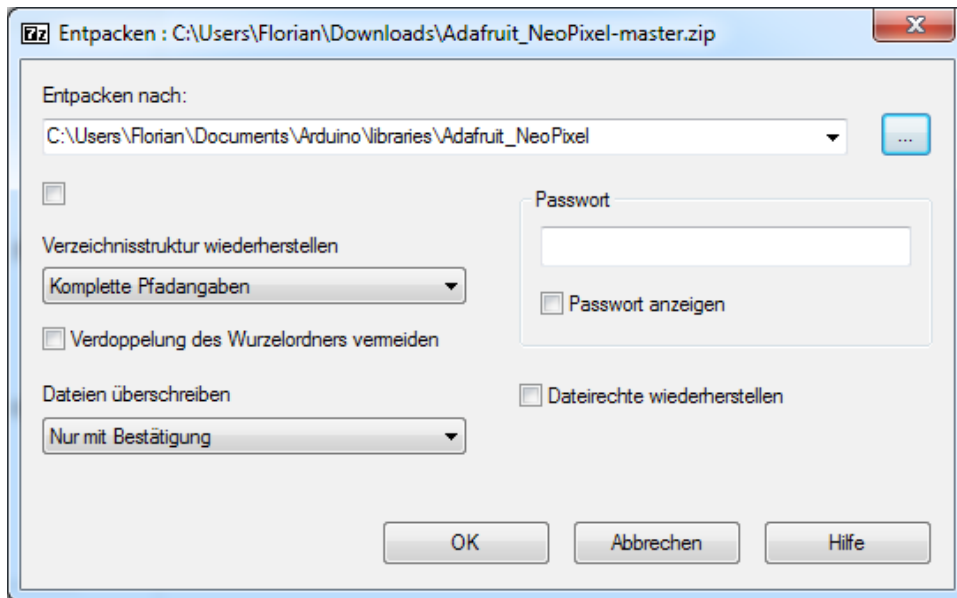 7z Entpacken : C:\Users\Florian\Downloads\Adafruit_NeoPixel-master.zip
Entpacken nach:
C:\Users\Florian\Documents\Arduino\libraries\Adafruit_NeoPixel
...
Passwort
Verzeichnisstruktur wiederherstellen
Komplette Pfadangaben
Passwort anzeigen
Verdoppelung des Wurzelordners vermeiden
Dateien überschreiben
Dateirechte wiederherstellen
Nur mit Bestätigung
OK
Abbrechen
Hilfe